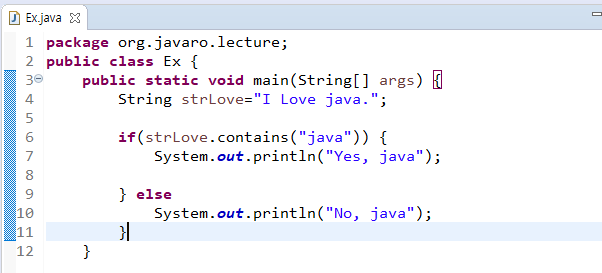 Ex.java
1 package org.javaro.lecture;
2 public class Ex {
3     public static void main(String[] args) {
4         String strLove="I Love java.";
5
6         if(strLove.contains("java")) {
7             System.out.println("Yes, java");
8
9         } else
10             System.out.println("No, java");
11         }
12     }